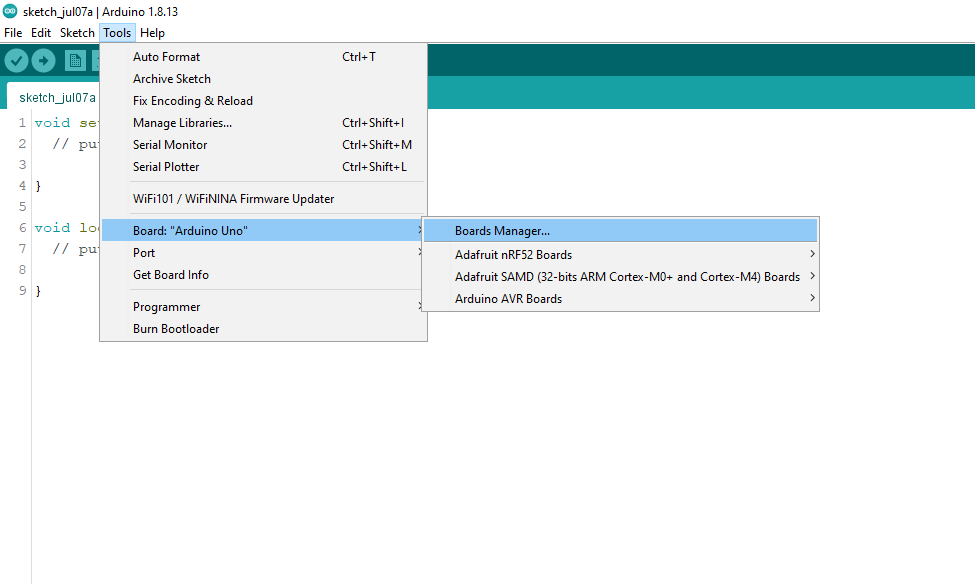 sketch_jul07a | Arduino 1.8.13
File Edit Sketch Tools Help
sketch_jul07a
Auto Format Ctrl+T
Archive Sketch
Fix Encoding & Reload
Manage Libraries... Ctrl+Shift+I
Serial Monitor Ctrl+Shift+M
Serial Plotter Ctrl+Shift+L
WiFi101 / WiFiNINA Firmware Updater
Board: "Arduino Uno"
Port
Get Board Info
Programmer
Burn Bootloader
Boards Manager...
Adafruit nRF52 Boards
Adafruit SAMD (32-bits ARM Cortex-M0+ and Cortex-M4) Boards
Arduino AVR Boards
1 void se
2 // pu
3
4 }
5
6 void lo
7 // pu
8
9 }